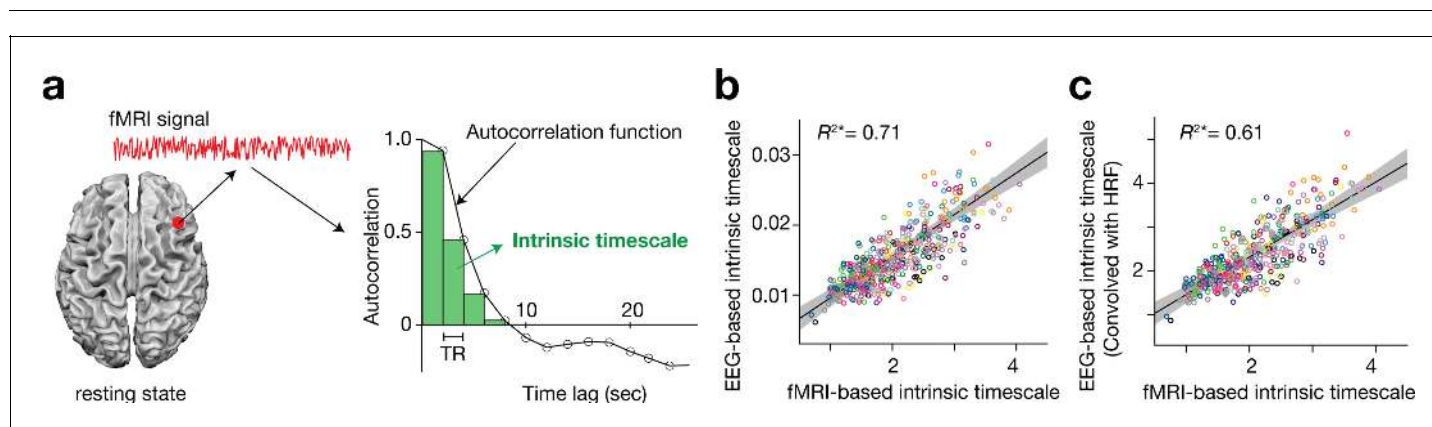 a
fMRI signal
resting state
Autocorrelation
1.0
0.5
0
Autocorrelation function
Intrinsic timescale
10
20
TR
Time lag (sec)
b
EEG-based intrinsic timescale
R²* = 0.71
0.03
0.02
0.01
2
4
fMRI-based intrinsic timescale
c
EEG-based intrinsic timescale
(Convolved with HRF)
R²* = 0.61
4
2
2
4
fMRI-based intrinsic timescale